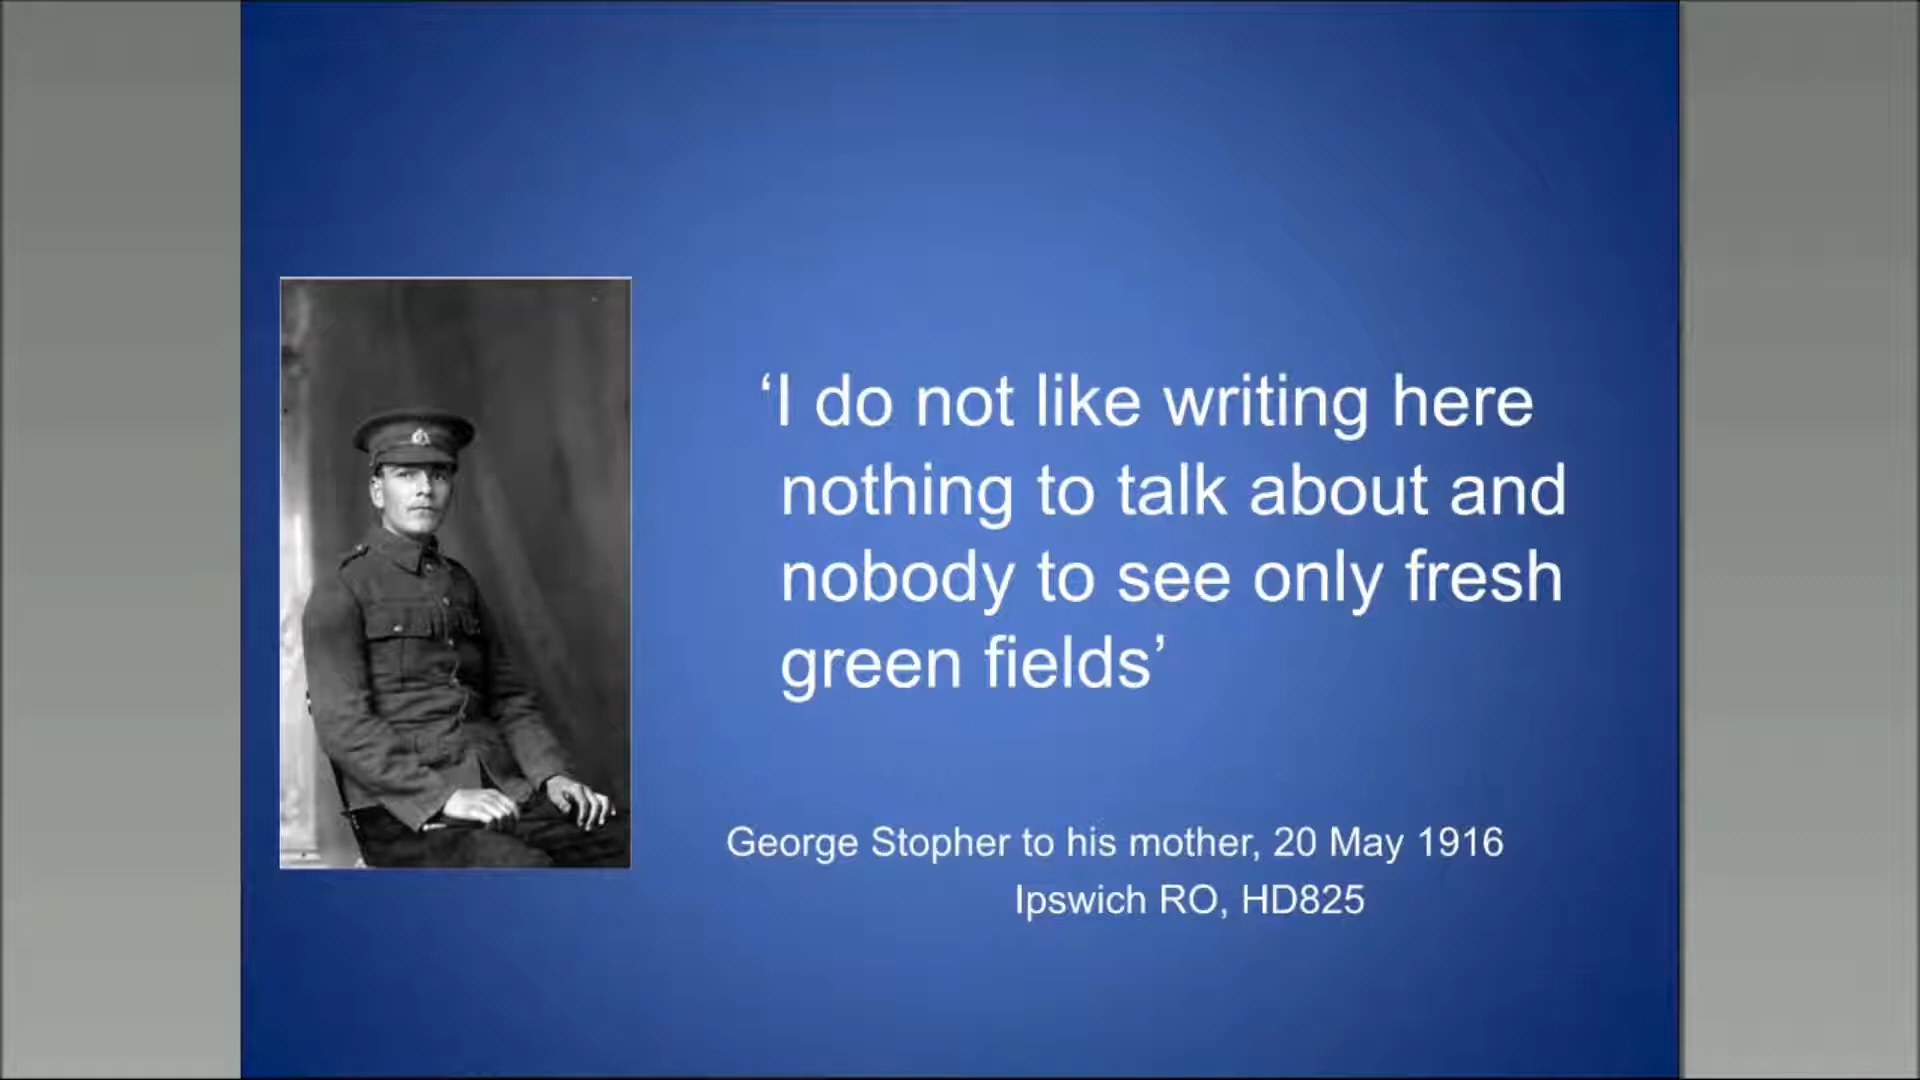 ‘I do not like writing here
nothing to talk about and
nobody to see only fresh
green fields’
George Stopher to his mother, 20 May 1916
Ipswich RO, HD825